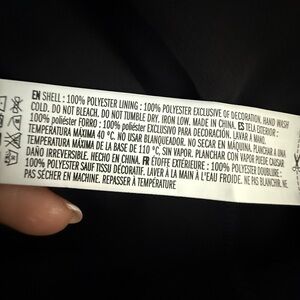 EN SHELL : 100% POLYESTER LINING : 100% POLYESTER EXCLUSIVE OF DECORATION. HAND WASH
COLD. DO NOT BLEACH. DO NOT TUMBLE DRY. IRON LOW. MADE IN CHINA. ES TELA EXTERIOR :
100% poliéster FORRO : 100% poliéster EXCLUSIVO PARA DECORACIÓN. LAVAR A MANO,
TEMPERATURA MÁXIMA 40 °C. NO USAR BLANQUEADOR. NO SECAR EN LA SECADORA. PLANCHAR A UNA
TEMPERATURA MÁXIMA DE LA BASE DE 110 °C, SIN VAPOR. PLANCHAR CON VAPOR PUEDE CAUSAR
DAÑO IRREVERSIBLE. HECHO EN CHINA. FR ÉTOFFE EXTÉRIEURE : 100% POLYESTER DOUBLURE :
100% POLYESTER SAUF TISSU DÉCORATIF. LAVER À LA MAIN À L'EAU FROIDE. NE PAS BLANCHIR. NE
PAS SÉCHER EN MACHINE. REPASSER À TEMPÉRATURE